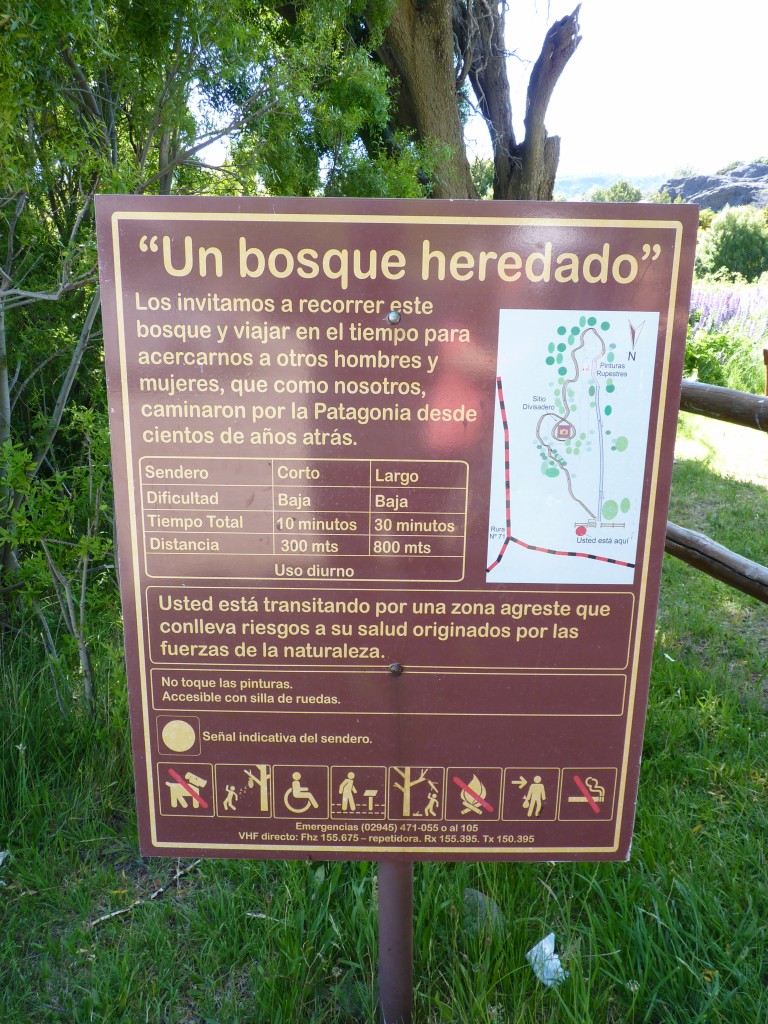 “Un bosque heredado”
Los invitamos a recorrer este
bosque y viajar en el tiempo para
acercarnos a otros hombres y
mujeres, que como nosotros,
caminaron por la Patagonia desde
cientos de años atrás.
N
Pinturas
Rupestres
Sitio
Divisadero
Rura
Nº 71
Usted está aquí
Sendero Corto Largo
Dificultad Baja Baja
Tiempo Total 10 minutos 30 minutos
Distancia 300 mts 800 mts
Uso diurno
Usted está transitando por una zona agreste que
conlleva riesgos a su salud originados por las
fuerzas de la naturaleza.
No toque las pinturas.
Accesible con silla de ruedas.
Señal indicativa del sendero.
Emergencias (02945) 471-055 o al 105
VHF directo: Fhz 155.675 – repetidora. Rx 155.395. Tx 150.395